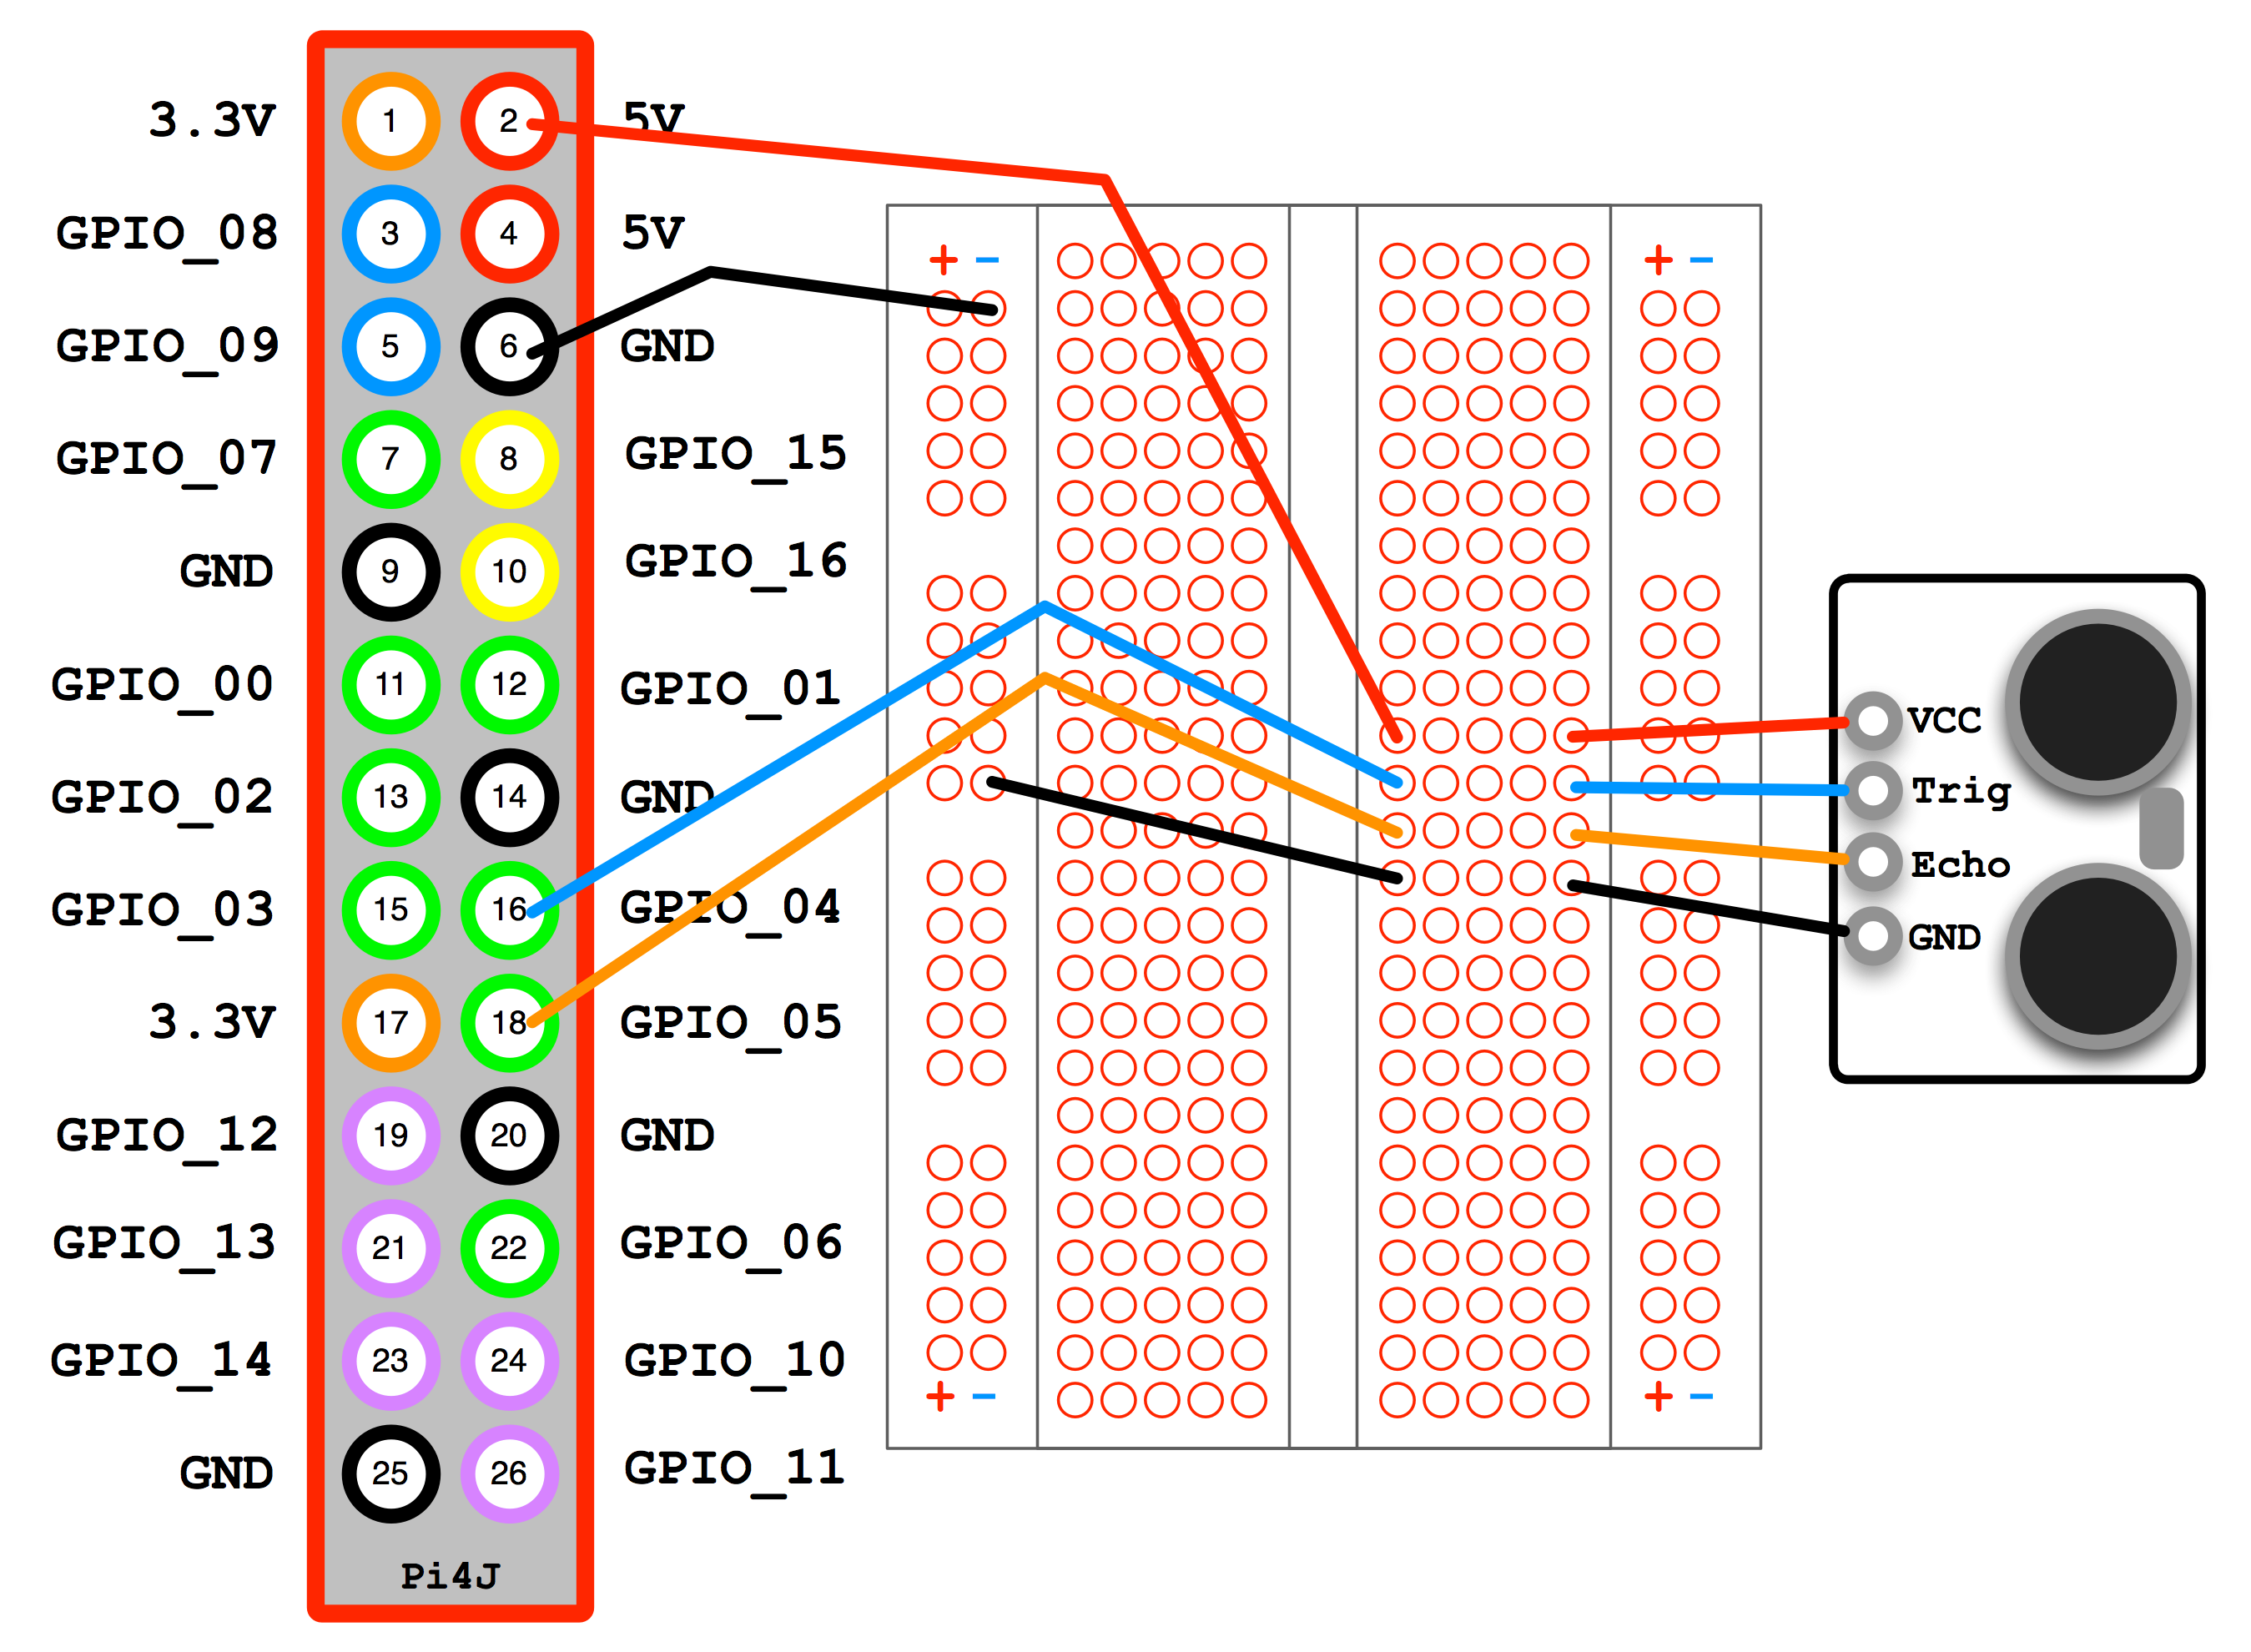 3.3V 1 2 5V
GPIO_08 3 4 5V
GPIO_09 5 6 GND
GPIO_07 7 8 GPIO_15
GND 9 10 GPIO_16
GPIO_00 11 12 GPIO_01
GPIO_02 13 14 GND
GPIO_03 15 16 GPIO_04
3.3V 17 18 GPIO_05
GPIO_12 19 20 GND
GPIO_13 21 22 GPIO_06
GPIO_14 23 24 GPIO_10
GND 25 26 GPIO_11
Pi4J
+ − + −
+ − + −
VCC
Trig
Echo
GND